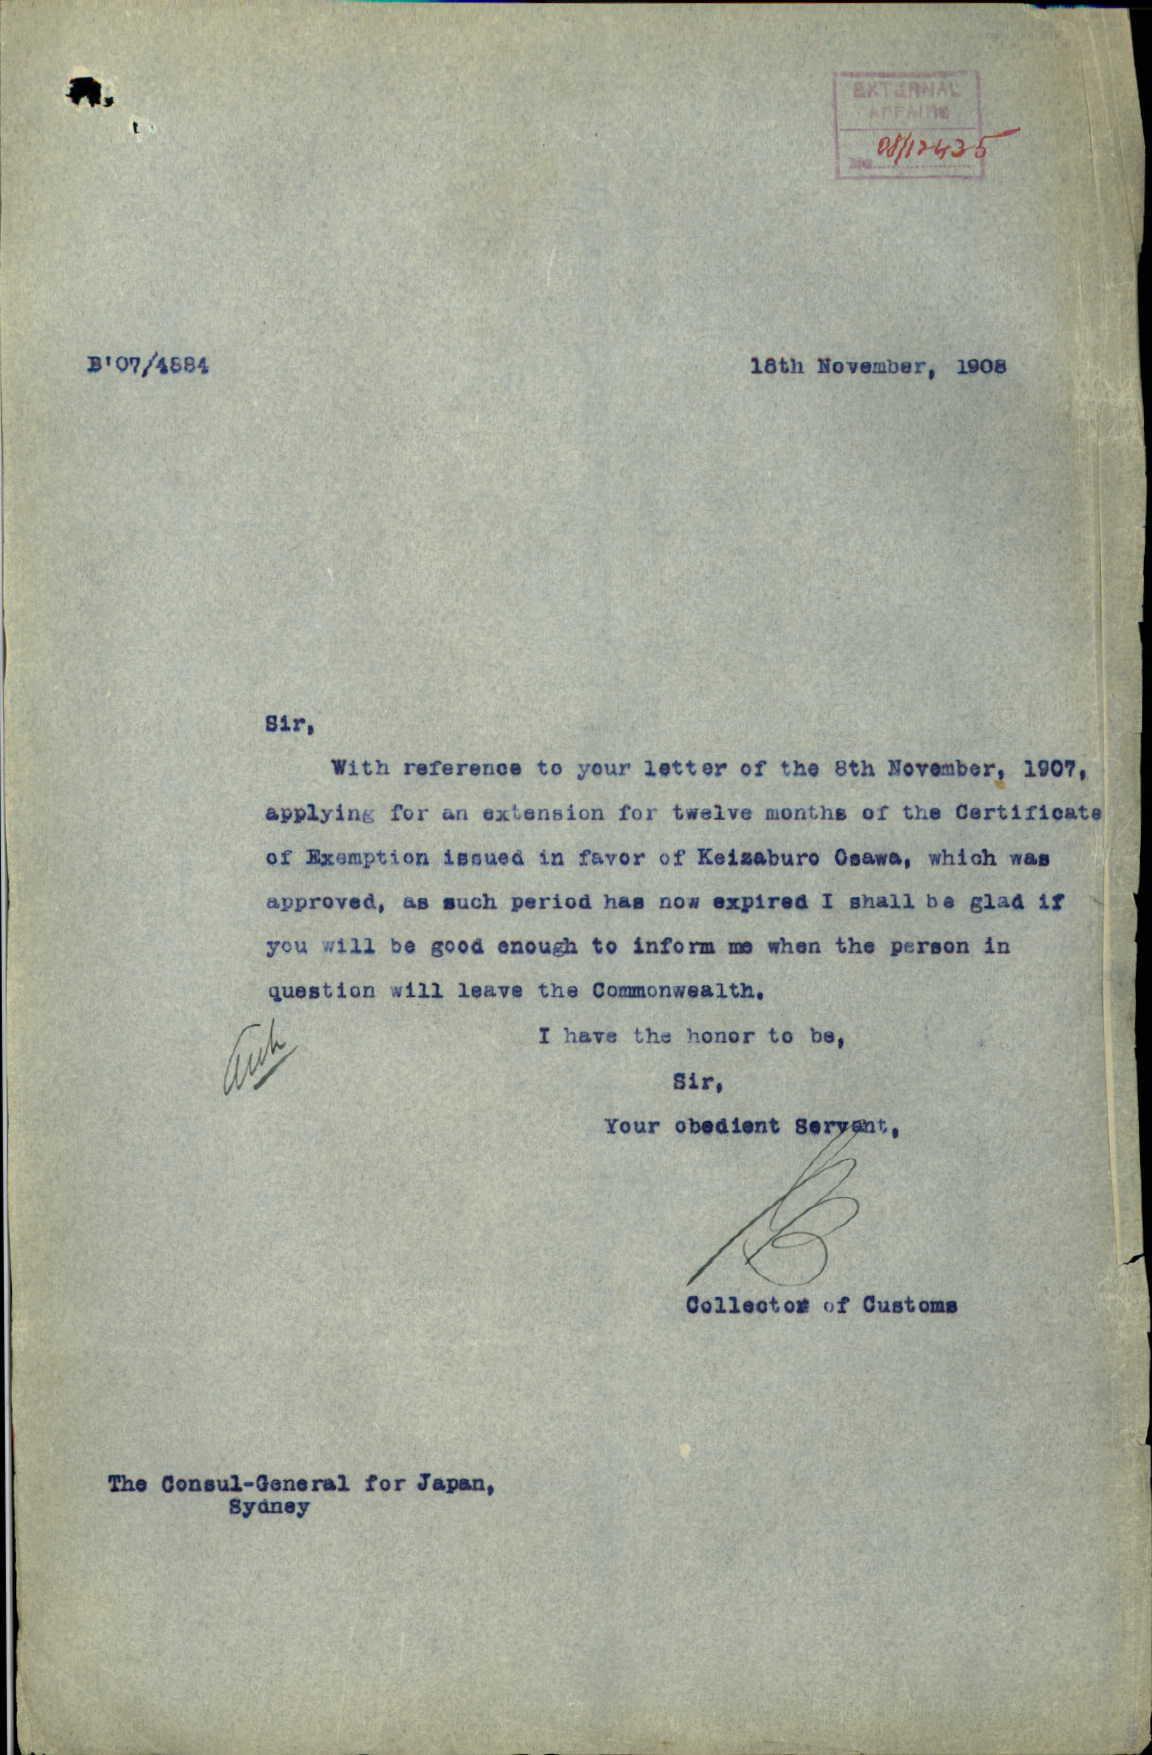 EXTERNAL
AFFAIRS
No 08/12435
B'07/4884
18th November, 1908
Sir,
With reference to your letter of the 8th November, 1907,
applying for an extension for twelve months of the Certificate
of Exemption issued in favor of Keizaburo Osawa, which was
approved, as such period has now expired I shall be glad if
you will be good enough to inform me when the person in
question will leave the Commonwealth.
I have the honor to be,
Sir,
Your obedient Servant,
Collector of Customs
The Consul-General for Japan,
Sydney